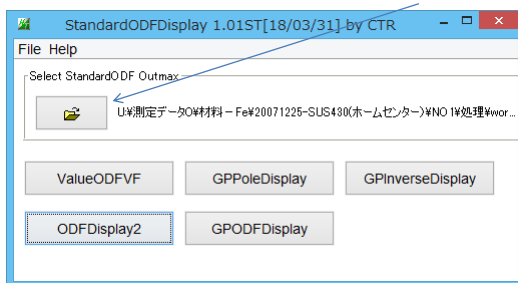 StandardODFDisplay 1.01ST[18/03/31] by CTR
File Help
Select StandardODF Outmax
U:¥測定データO¥材料－Fe¥20071225-SUS430(ホームセンター)¥NO1¥処理¥wor...
ValueODFVF GPPoleDisplay GPInverseDisplay
ODFDisplay2 GPODFDisplay